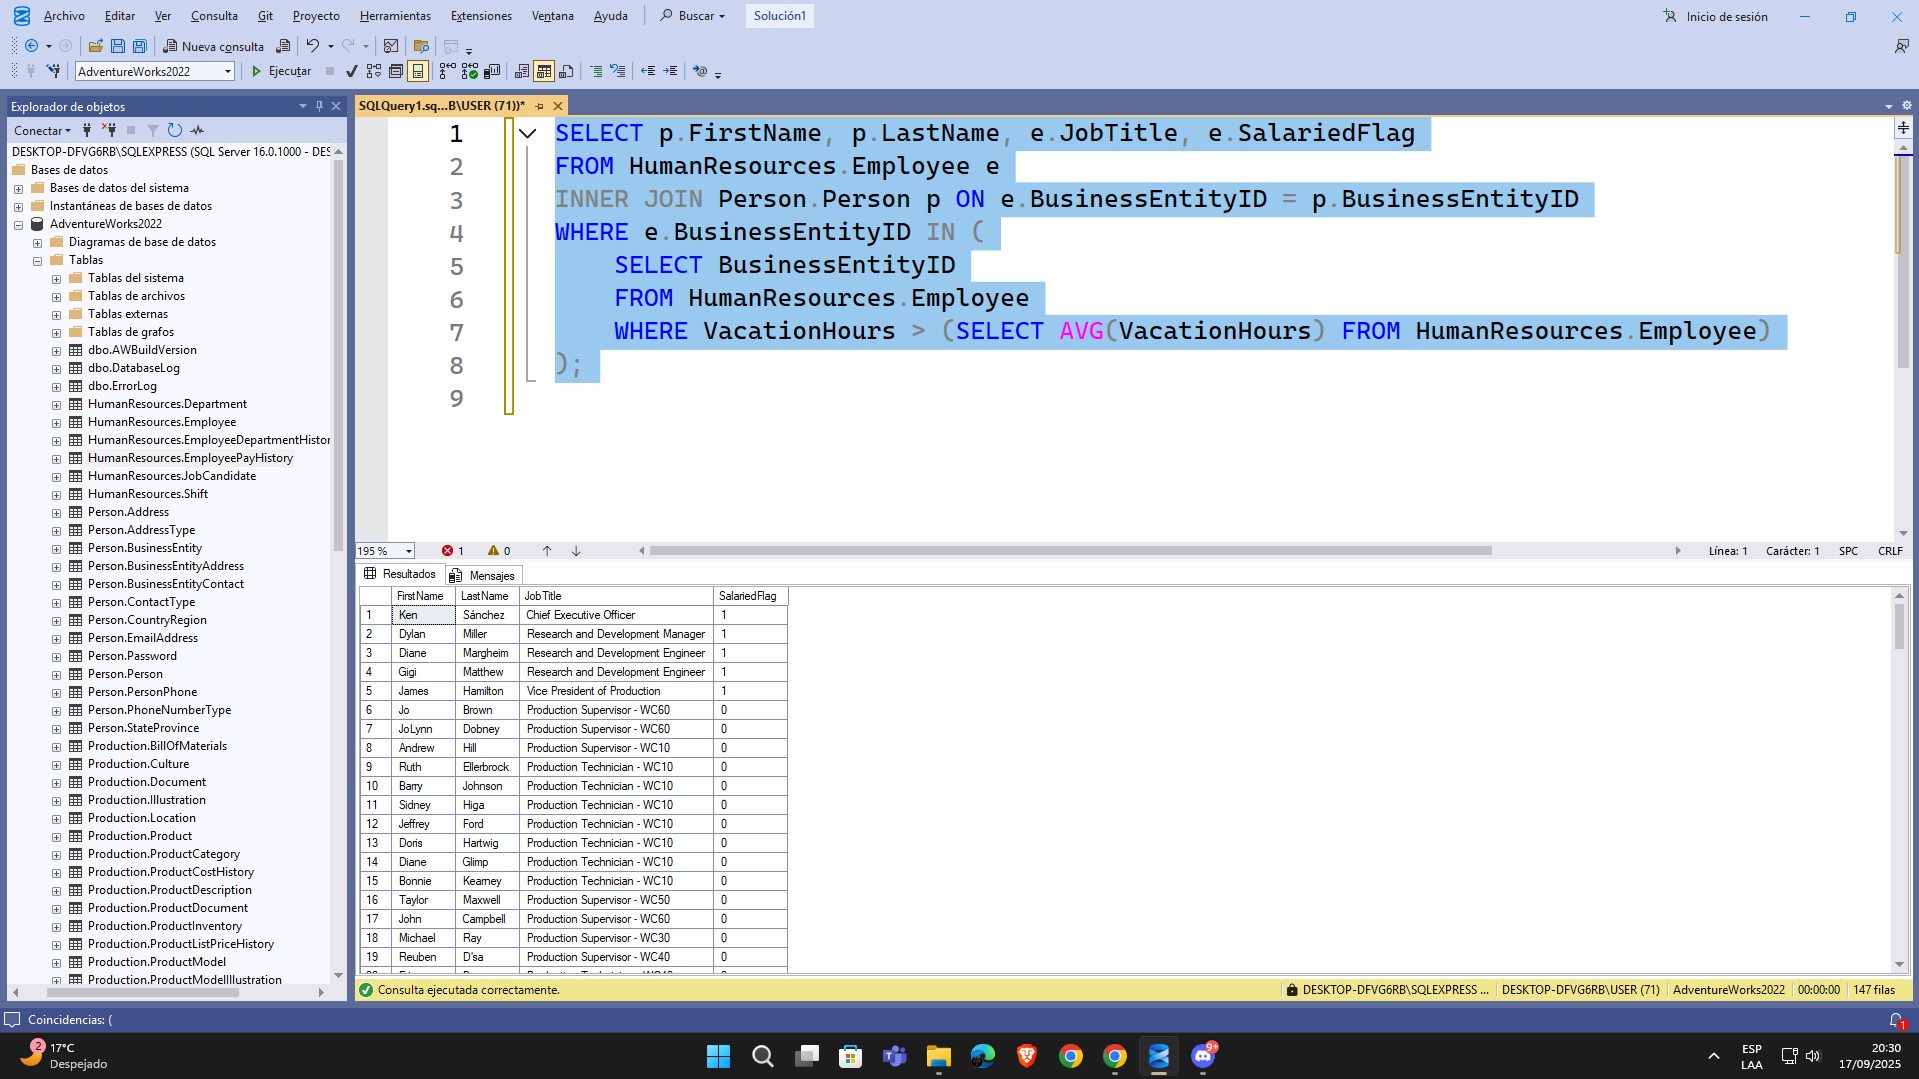 Archivo Editar Ver Consulta Git Proyecto Herramientas Extensiones Ventana Ayuda Buscar Solución1 Inicio de sesión
Nueva consulta
AdventureWorks2022 Ejecutar
Explorador de objetos
Conectar
DESKTOP-DFVG6RB\SQLEXPRESS (SQL Server 16.0.1000 - DES
Bases de datos
Bases de datos del sistema
Instantáneas de bases de datos
AdventureWorks2022
Diagramas de base de datos
Tablas
Tablas del sistema
Tablas de archivos
Tablas externas
Tablas de grafos
dbo.AWBuildVersion
dbo.DatabaseLog
dbo.ErrorLog
HumanResources.Department
HumanResources.Employee
HumanResources.EmployeeDepartmentHistor
HumanResources.EmployeePayHistory
HumanResources.JobCandidate
HumanResources.Shift
Person.Address
Person.AddressType
Person.BusinessEntity
Person.BusinessEntityAddress
Person.BusinessEntityContact
Person.ContactType
Person.CountryRegion
Person.EmailAddress
Person.Password
Person.Person
Person.PersonPhone
Person.PhoneNumberType
Person.StateProvince
Production.BillOfMaterials
Production.Culture
Production.Document
Production.Illustration
Production.Location
Production.Product
Production.ProductCategory
Production.ProductCostHistory
Production.ProductDescription
Production.ProductDocument
Production.ProductInventory
Production.ProductListPriceHistory
Production.ProductModel
Production.ProductModelIllustration
SQLQuery1.sq...B\USER (71))*
1 SELECT p.FirstName, p.LastName, e.JobTitle, e.SalariedFlag
2 FROM HumanResources.Employee e
3 INNER JOIN Person.Person p ON e.BusinessEntityID = p.BusinessEntityID
4 WHERE e.BusinessEntityID IN (
5 SELECT BusinessEntityID
6 FROM HumanResources.Employee
7 WHERE VacationHours > (SELECT AVG(VacationHours) FROM HumanResources.Employee)
8 );
9
195 % 1 0 Línea: 1 Carácter: 1 SPC CRLF
Resultados Mensajes
FirstName LastName JobTitle SalariedFlag
1 Ken Sánchez Chief Executive Officer 1
2 Dylan Miller Research and Development Manager 1
3 Diane Margheim Research and Development Engineer 1
4 Gigi Matthew Research and Development Engineer 1
5 James Hamilton Vice President of Production 1
6 Jo Brown Production Supervisor - WC60 0
7 JoLynn Dobney Production Supervisor - WC60 0
8 Andrew Hill Production Supervisor - WC10 0
9 Ruth Ellerbrock Production Technician - WC10 0
10 Barry Johnson Production Technician - WC10 0
11 Sidney Higa Production Technician - WC10 0
12 Jeffrey Ford Production Technician - WC10 0
13 Doris Hartwig Production Technician - WC10 0
14 Diane Glimp Production Technician - WC10 0
15 Bonnie Kearney Production Technician - WC10 0
16 Taylor Maxwell Production Supervisor - WC50 0
17 John Campbell Production Supervisor - WC60 0
18 Michael Ray Production Supervisor - WC30 0
19 Reuben D'sa Production Supervisor - WC40 0
Consulta ejecutada correctamente. DESKTOP-DFVG6RB\SQLEXPRESS ... DESKTOP-DFVG6RB\USER (71) AdventureWorks2022 00:00:00 147 filas
Coincidencias: ( 1
2 17°C
Despejado
9+
ESP
LAA
20:30
17/09/2025